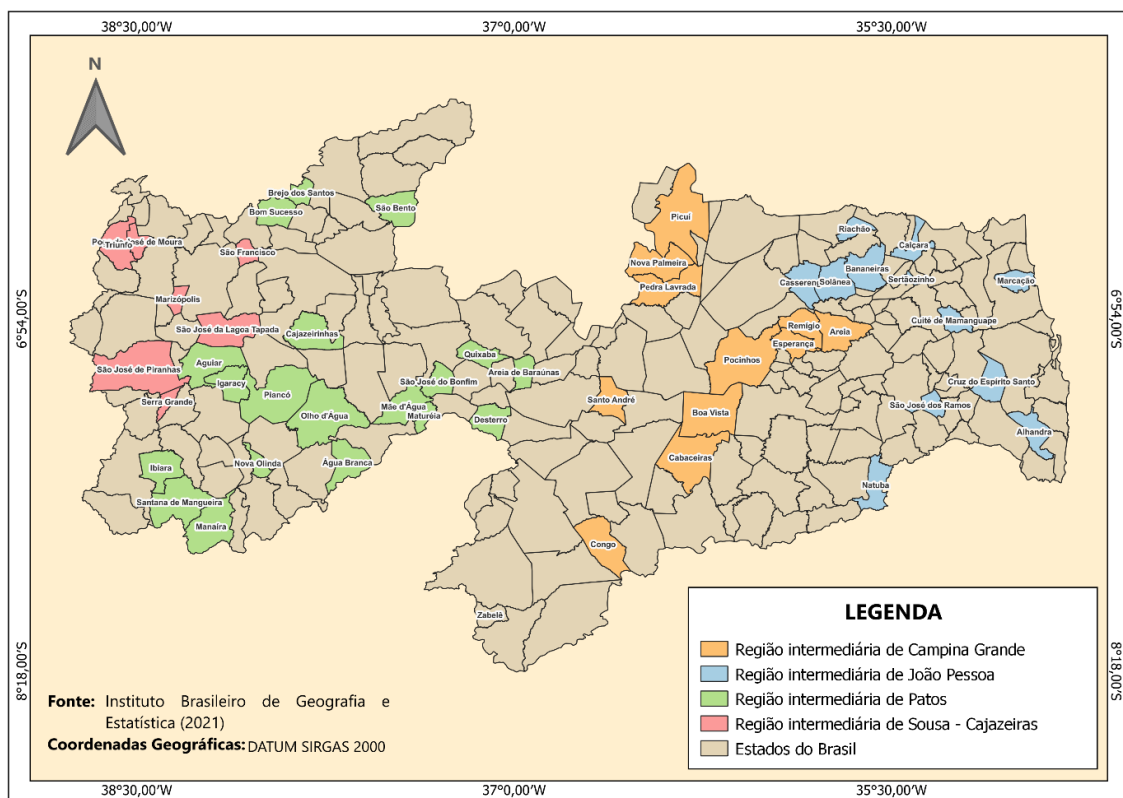 38°30,00'W 37°0,00'W 35°30,00'W
N
Brejo dos Santos
Bom Sucesso
São Bento
Picuí
Riachão
Triunfo
José de Moura
São Francisco
Caiçara
Nova Palmeira
Bananeiras
Casseren
Solânea
Sertãozinho
Marcação
Pedra Lavrada
Marizópolis
6°54,00'S
6°54,00'S
São José da Lagoa Tapada
Cajazeirinhas
Remígio
Areia
Cuité de Mamanguape
Esperança
Quixaba
Pocinhos
Aguiar
São José de Piranhas
Areia de Baraúnas
Igaracy
São José do Bonfim
Cruz do Espírito Santo
Piancó
Serra Grande
Santo André
São José dos Ramos
Mãe d'Água
Boa Vista
Olho d'Água
Maturéia
Desterro
Alhandra
Cabaceiras
Ibiara
Nova Olinda
Água Branca
Natuba
Santana de Mangueira
Manaíra
Congo
Zabelê
8°18,00'S
8°18,00'S
LEGENDA
Região intermediária de Campina Grande
Região intermediária de João Pessoa
Região intermediária de Patos
Região intermediária de Sousa - Cajazeiras
Estados do Brasil
Fonte: Instituto Brasileiro de Geografia e
Estatística (2021)
Coordenadas Geográficas: DATUM SIRGAS 2000
38°30,00'W 37°0,00'W 35°30,00'W